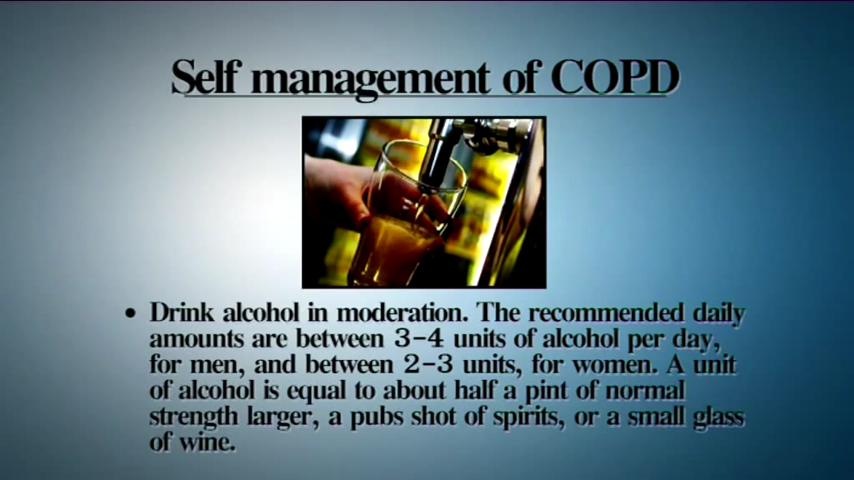 Self management of COPD
• Drink alcohol in moderation. The recommended daily
amounts are between 3-4 units of alcohol per day,
for men, and between 2-3 units, for women. A unit
of alcohol is equal to about half a pint of normal
strength larger, a pubs shot of spirits, or a small glass
of wine.